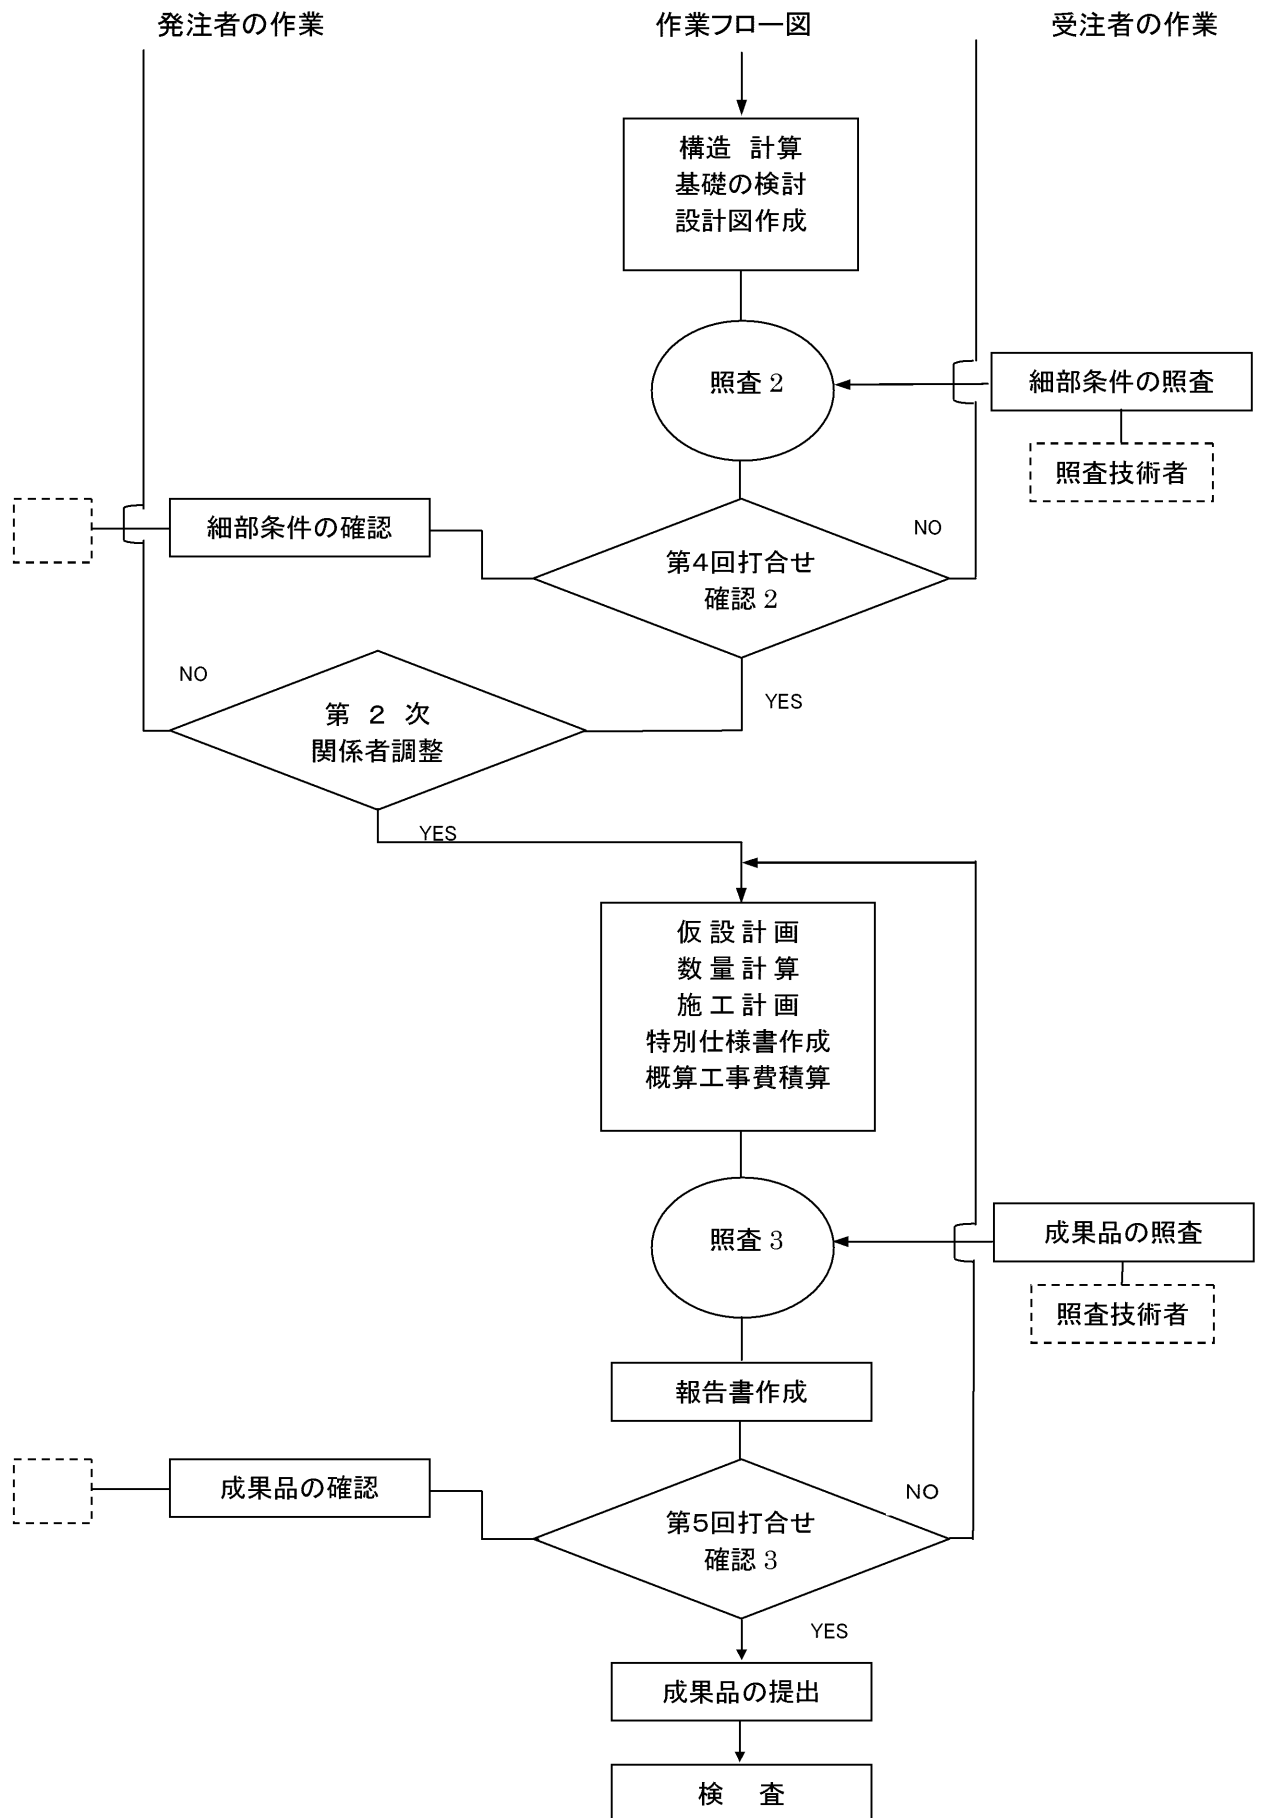 発注者の作業
作業フロー図
受注者の作業
構造 計算
基礎の検討
設計図作成
照査２
細部条件の照査
照査技術者
細部条件の確認
NO
第４回打合せ
確認２
NO
YES
第 ２ 次
関係者調整
YES
仮設計画
数量計算
施工計画
特別仕様書作成
概算工事費積算
照査３
成果品の照査
照査技術者
報告書作成
成果品の確認
NO
第５回打合せ
確認３
YES
成果品の提出
検 査